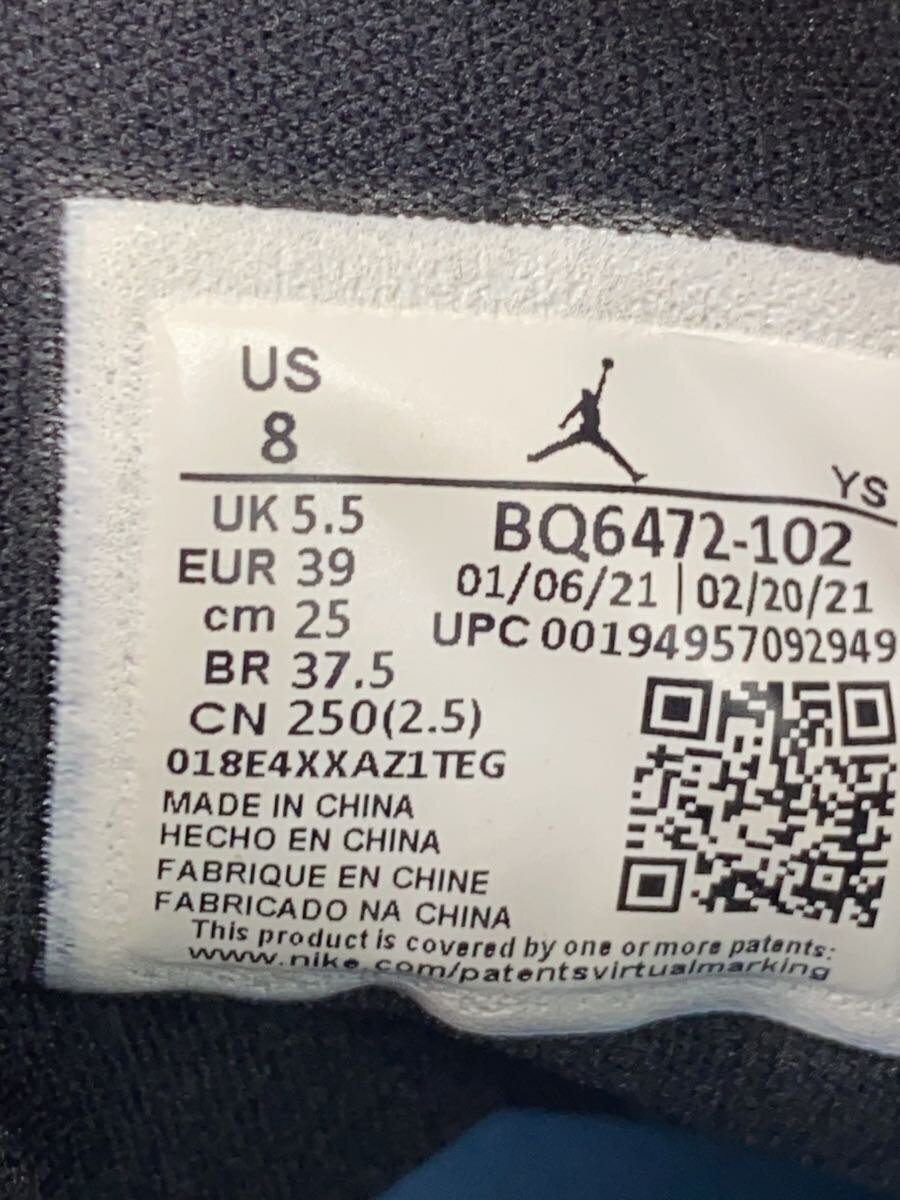 US
8
YS
UK 5.5
EUR 39
cm 25
BR 37.5
CN 250(2.5)
018E4XXAZ1TEG
BQ6472-102
01/06/21 | 02/20/21
UPC 00194957092949
MADE IN CHINA
HECHO EN CHINA
FABRIQUE EN CHINE
FABRICADO NA CHINA
This product is covered by one or more patents:
www.nike.com/patentsvirtualmarking